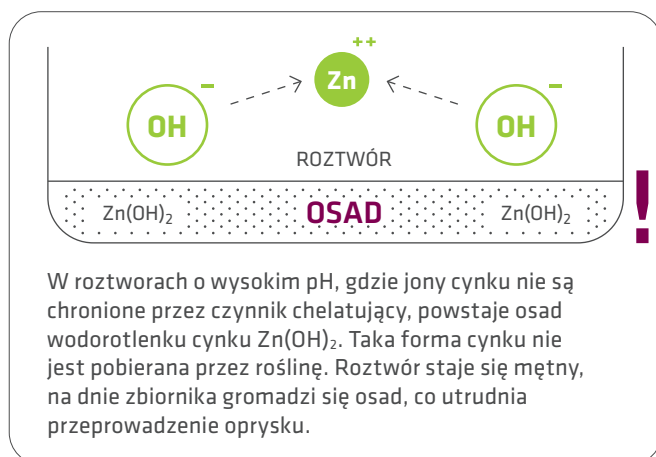 ++
Zn
– –
OH OH
ROZTWÓR
Zn(OH)₂ OSAD Zn(OH)₂
!
W roztworach o wysokim pH, gdzie jony cynku nie są
chronione przez czynnik chelatujący, powstaje osad
wodorotlenku cynku Zn(OH)₂. Taka forma cynku nie
jest pobierana przez roślinę. Roztwór staje się mętny,
na dnie zbiornika gromadzi się osad, co utrudnia
przeprowadzenie oprysku.